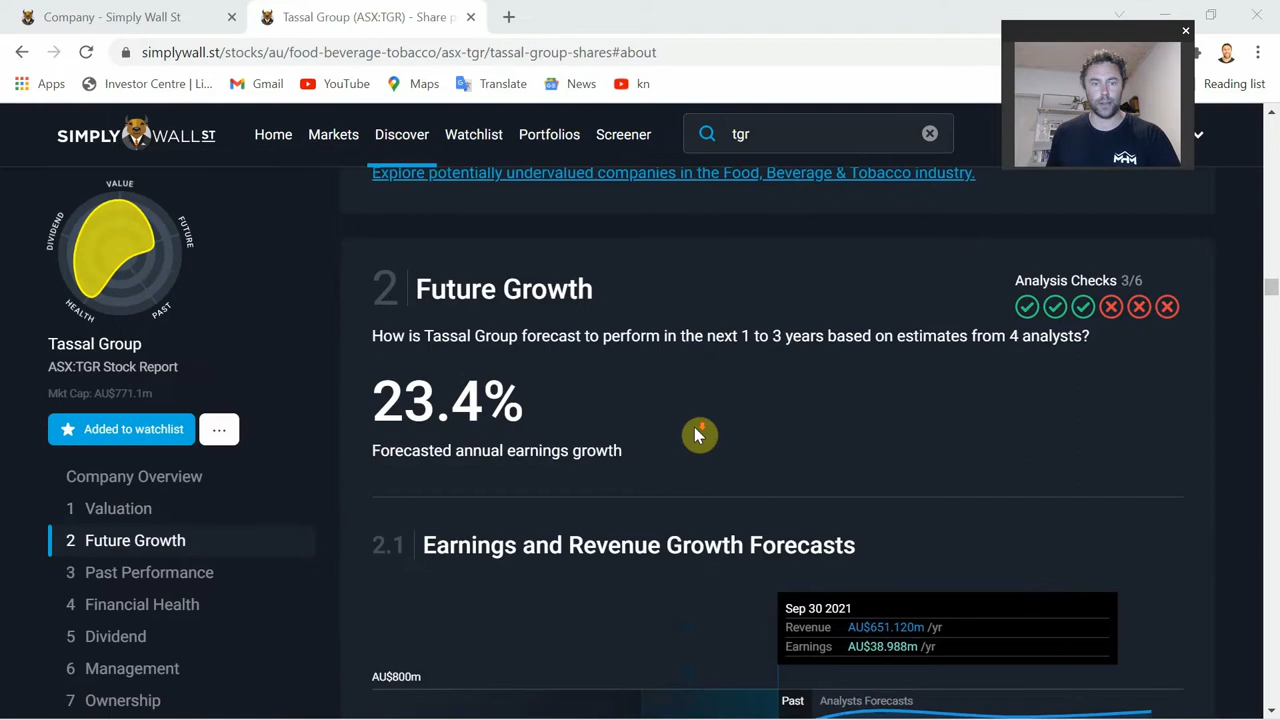 Company - Simply Wall St
Tassal Group (ASX:TGR) - Share p
simplywall.st/stocks/au/food-beverage-tobacco/asx-tgr/tassal-group-shares#about
Apps
Investor Centre | Li...
Gmail
YouTube
Maps
Translate
News
kn
Reading list
SIMPLY WALL ST
Home
Markets
Discover
Watchlist
Portfolios
Screener
tgr
MHM
Explore potentially undervalued companies in the Food, Beverage & Tobacco industry.
VALUE
FUTURE
PAST
HEALTH
DIVIDEND
Tassal Group
ASX:TGR Stock Report
Mkt Cap: AU$771.1m
Added to watchlist
...
Company Overview
1 Valuation
2 Future Growth
3 Past Performance
4 Financial Health
5 Dividend
6 Management
7 Ownership
2 Future Growth
Analysis Checks 3/6
How is Tassal Group forecast to perform in the next 1 to 3 years based on estimates from 4 analysts?
23.4%
Forecasted annual earnings growth
2.1 Earnings and Revenue Growth Forecasts
Sep 30 2021
Revenue AU$651.120m /yr
Earnings AU$38.988m /yr
AU$800m
Past
Analysts Forecasts